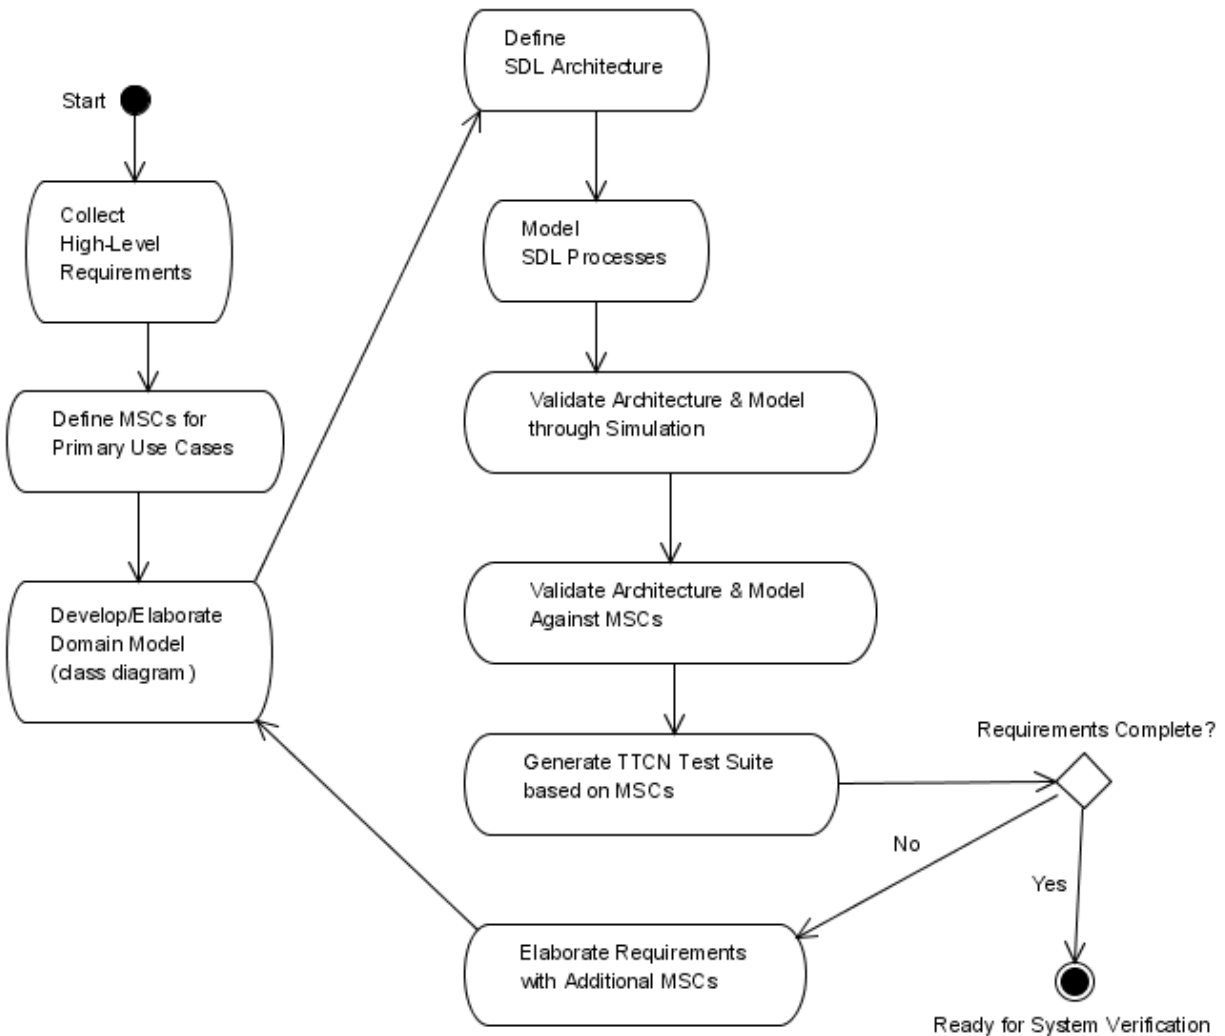 Start
Collect
High-Level
Requirements
Define MSCs for
Primary Use Cases
Develop/Elaborate
Domain Model
(class diagram)
Define
SDL Architecture
Model
SDL Processes
Validate Architecture & Model
through Simulation
Validate Architecture & Model
Against MSCs
Generate TTCN Test Suite
based on MSCs
Requirements Complete?
No
Yes
Elaborate Requirements
with Additional MSCs
Ready for System Verification